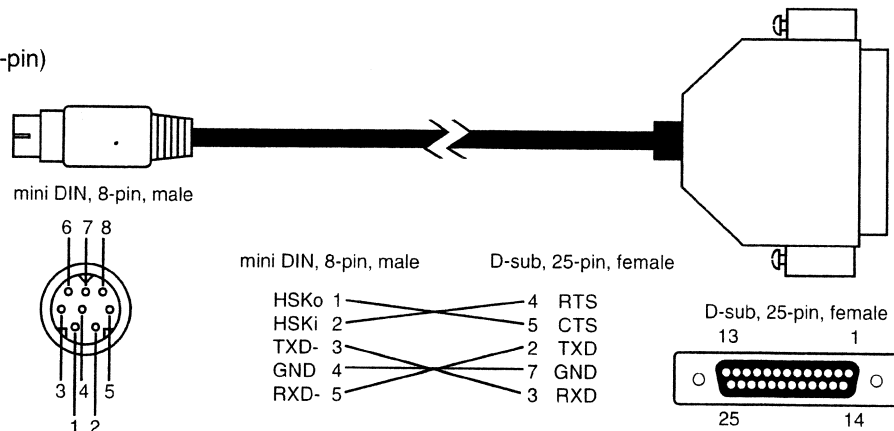 -pin)
mini DIN, 8-pin, male
6 7 8
3 4 5
1 2
mini DIN, 8-pin, male D-sub, 25-pin, female
HSKo 1 4 RTS
HSKi 2 5 CTS
TXD- 3 2 TXD
GND 4 7 GND
RXD- 5 3 RXD
D-sub, 25-pin, female
13 1
25 14